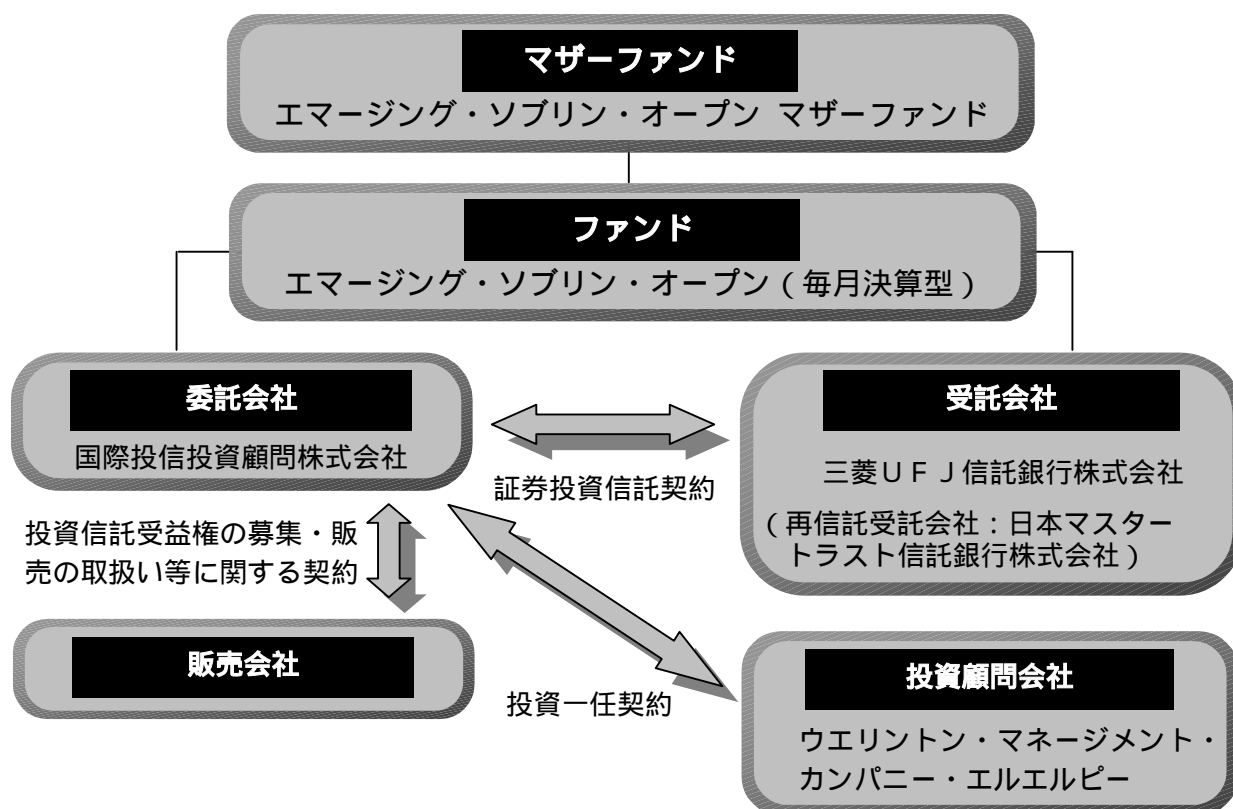 マザーファンド
エマージング・ソブリン・オープン マザーファンド
ファンド
エマージング・ソブリン・オープン(毎月決算型)
委託会社
国際投信投資顧問株式会社
証券投資信託契約
受託会社
三菱UFJ信託銀行株式会社
(再信託受託会社:日本マスター
トラスト信託銀行株式会社)
投資信託受益権の募集・販
売の取扱い等に関する契約
販売会社
投資一任契約
投資顧問会社
ウエリントン・マネージメント・
カンパニー・エルエルピー